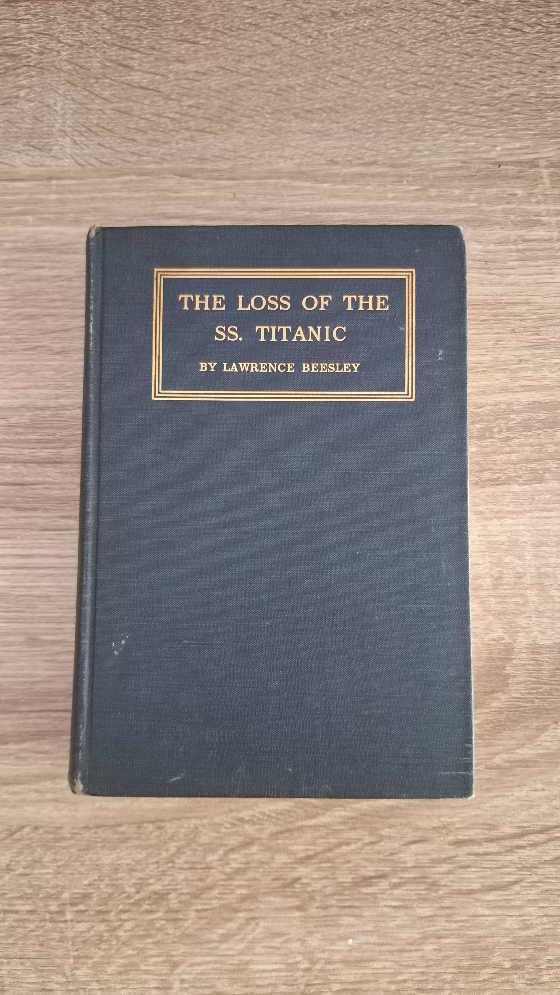 THE LOSS OF THE
SS. TITANIC
BY LAWRENCE BEESLEY